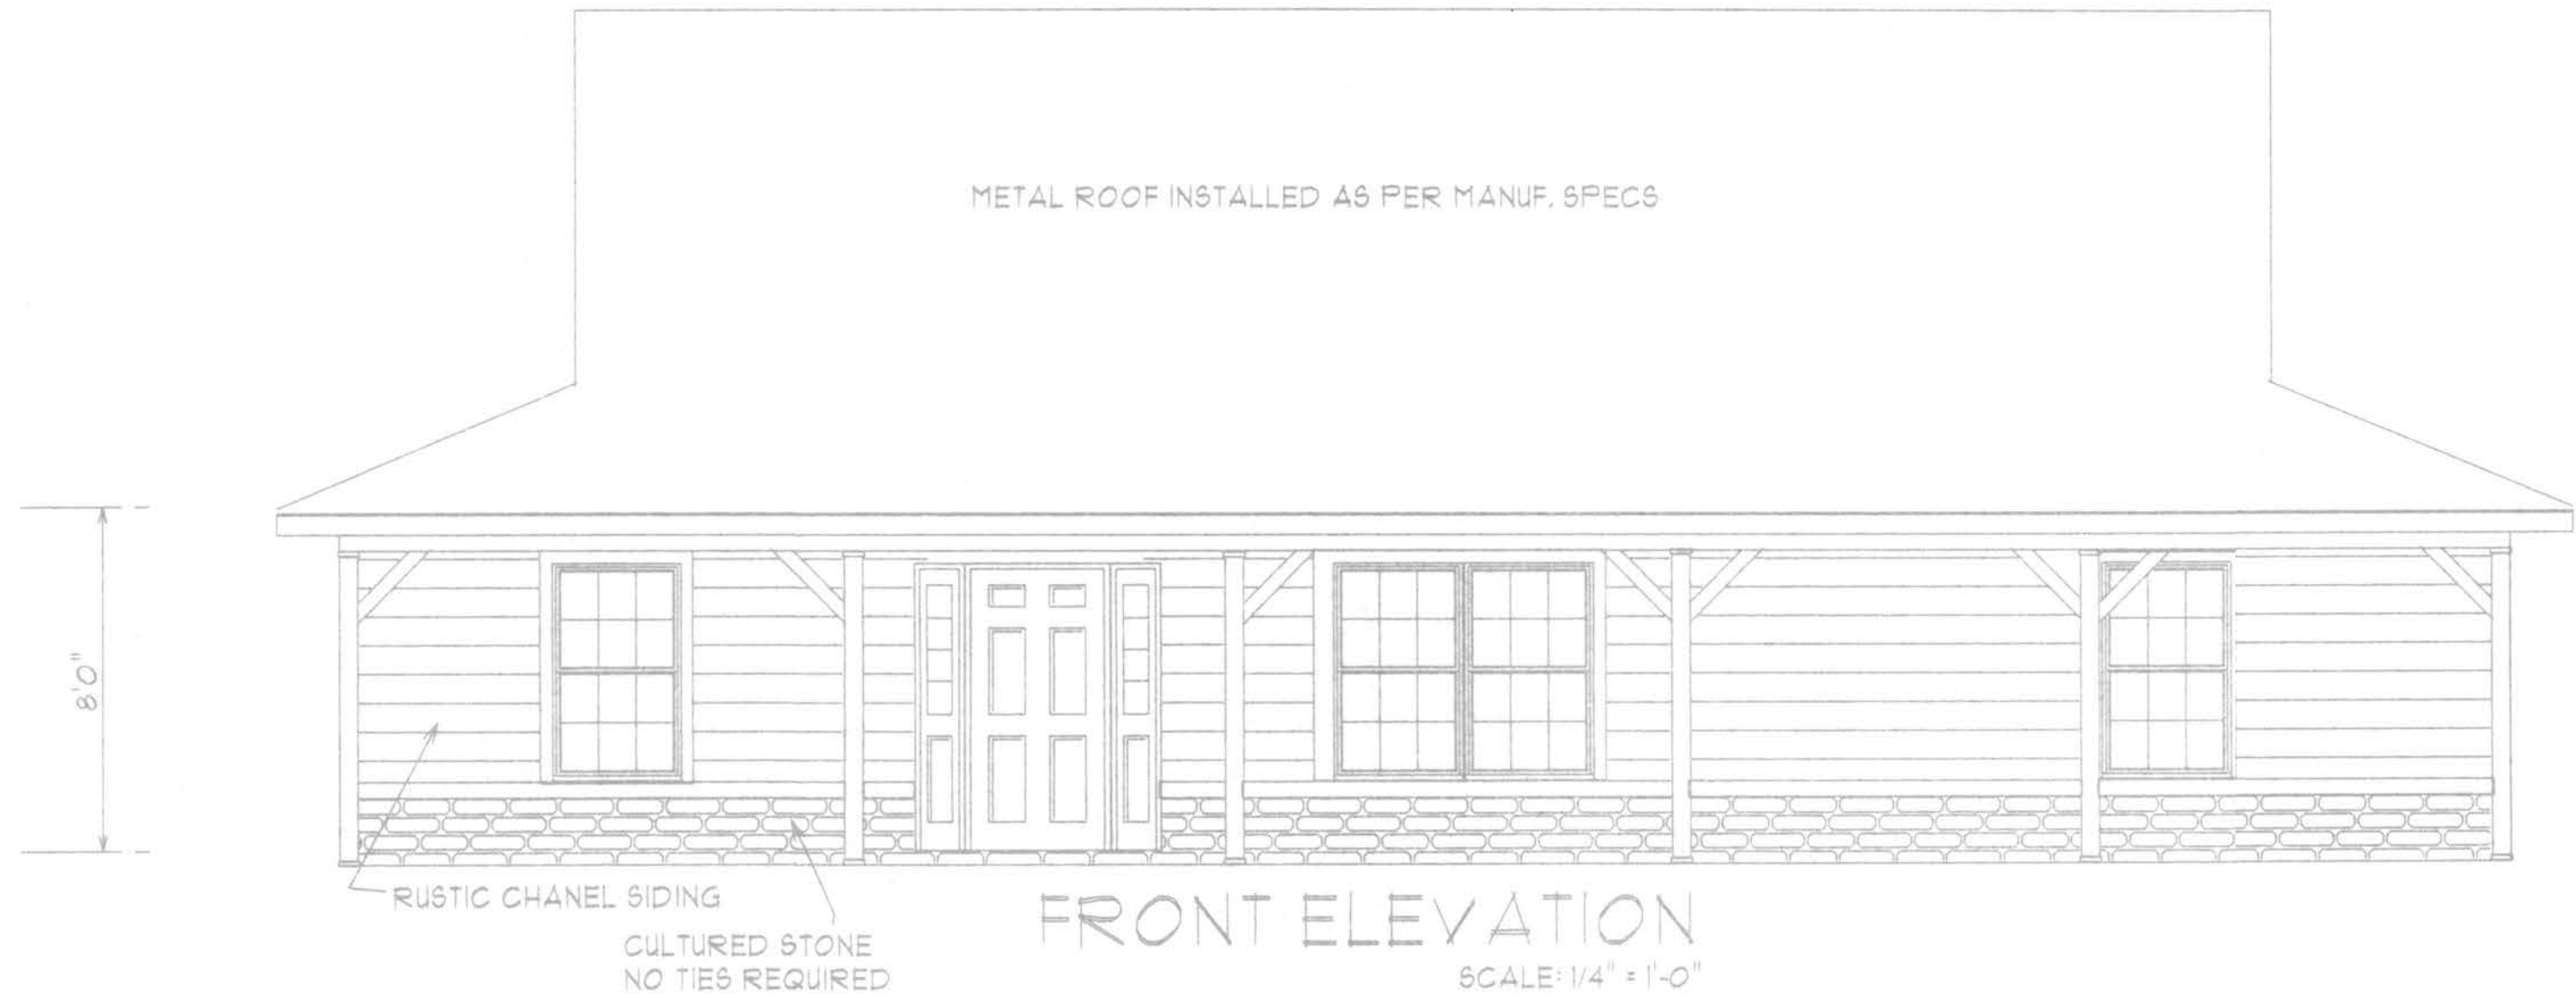 METAL ROOF INSTALLED AS PER MANUF. SPECS
8'0"
RUSTIC CHANEL SIDING
CULTURED STONE
NO TIES REQUIRED
FRONT ELEVATION
SCALE: 1/4" = 1'-0"